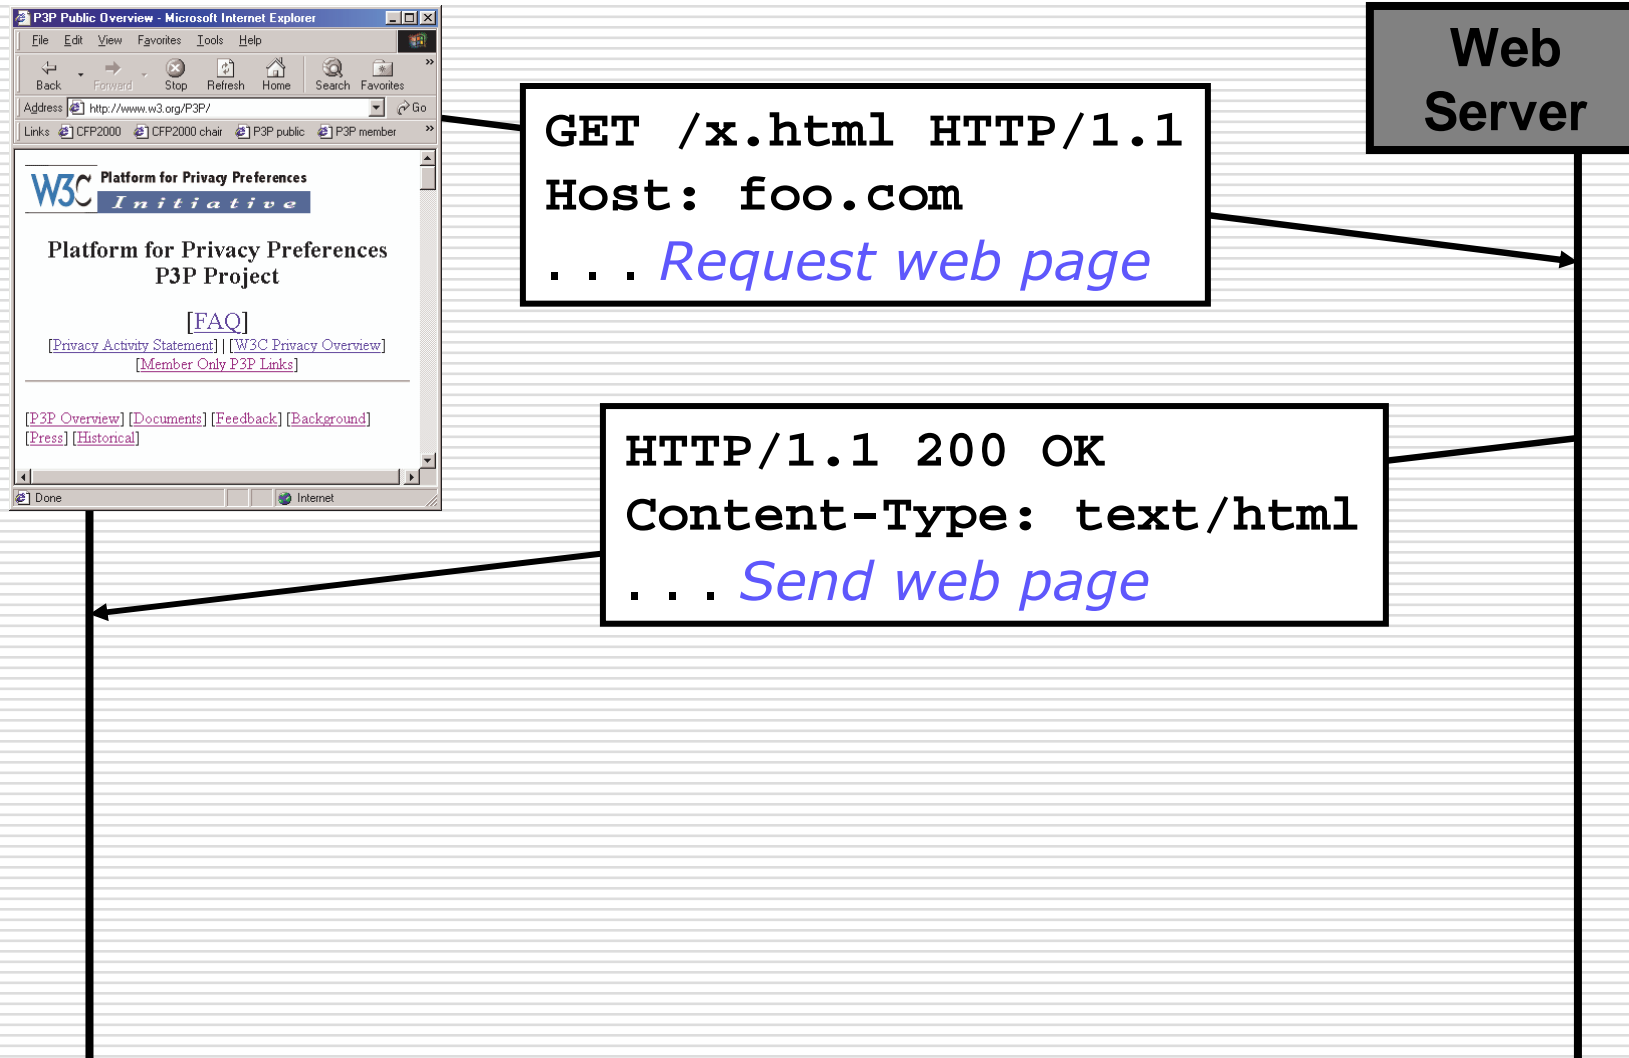 P3P Public Overview - Microsoft Internet Explorer
File Edit View Favorites Tools Help
Back Forward Stop Refresh Home Search Favorites »
Address http://www.w3.org/P3P/ Go
Links CFP2000 CFP2000 chair P3P public P3P member »
W3C Platform for Privacy Preferences
Initiative
Platform for Privacy Preferences
P3P Project
[FAQ]
[Privacy Activity Statement] | [W3C Privacy Overview]
[Member Only P3P Links]
[P3P Overview] [Documents] [Feedback] [Background]
[Press] [Historical]
Done Internet
Web
Server
GET /x.html HTTP/1.1
Host: foo.com
. . . Request web page
HTTP/1.1 200 OK
Content-Type: text/html
. . . Send web page